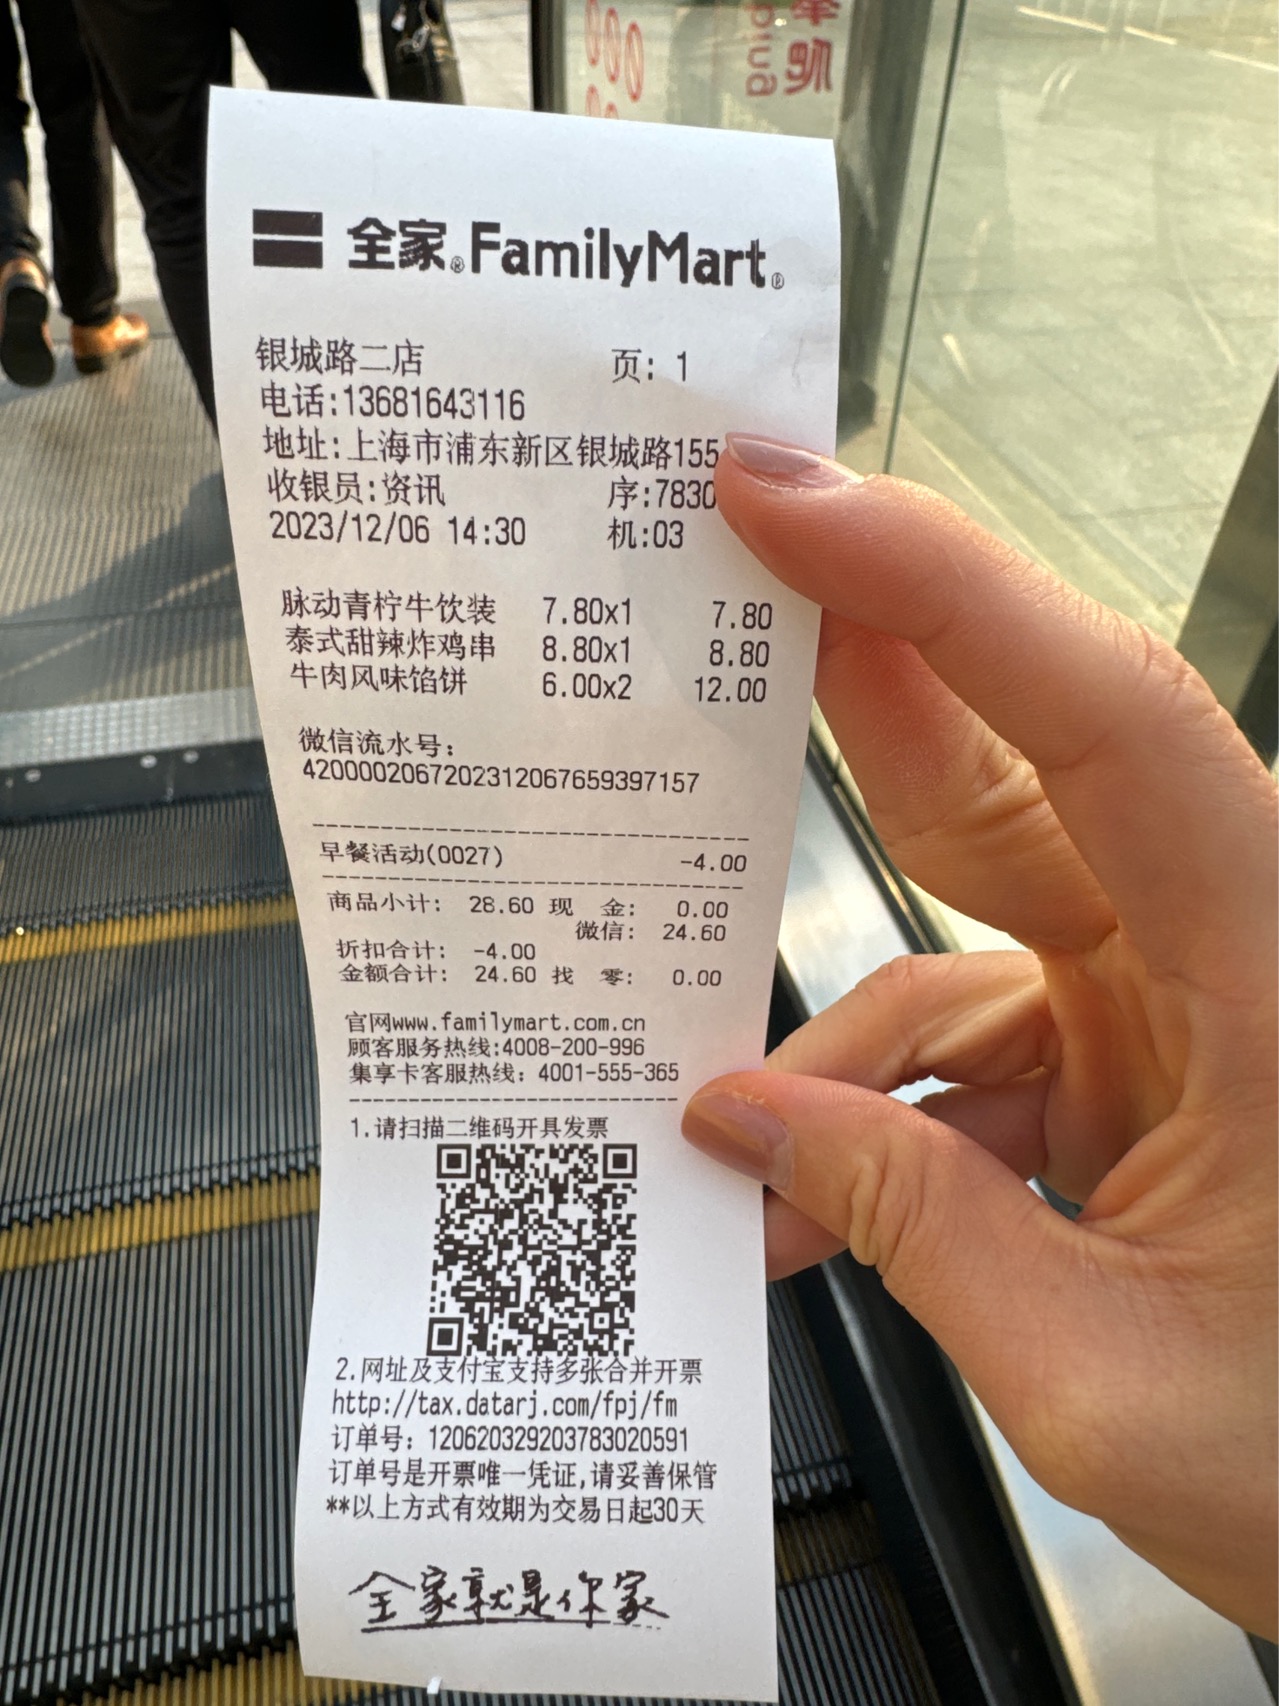 全家®FamilyMart®
银城路二店 页: 1
电话:13681643116
地址:上海市浦东新区银城路155
收银员:资讯 序:7830
2023/12/06 14:30 机:03
脉动青柠牛饮装 7.80x1 7.80
泰式甜辣炸鸡串 8.80x1 8.80
牛肉风味馅饼 6.00x2 12.00
微信流水号:
4200002067202312067659397157
早餐活动(0027) -4.00
商品小计: 28.60 现 金: 0.00
微信: 24.60
折扣合计: -4.00
金额合计: 24.60 找 零: 0.00
官网www.familymart.com.cn
顾客服务热线:4008-200-996
集享卡客服热线: 4001-555-365
1.请扫描二维码开具发票
2.网址及支付宝支持多张合并开票
http://tax.datarj.com/fpj/fm
订单号: 120620329203783020591
订单号是开票唯一凭证,请妥善保管
**以上方式有效期为交易日起30天
全家就是你家